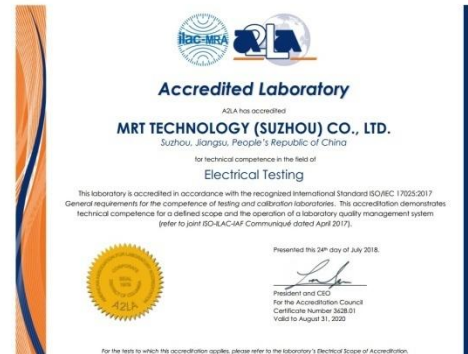 ilac-MRA
A2LA
Accredited Laboratory
A2LA has accredited
MRT TECHNOLOGY (SUZHOU) CO., LTD.
Suzhou, Jiangsu, People's Republic of China
for technical competence in the field of
Electrical Testing
This laboratory is accredited in accordance with the recognized International Standard ISO/IEC 17025:2017
General requirements for the competence of testing and calibration laboratories. This accreditation demonstrates
technical competence for a defined scope and the operation of a laboratory quality management system
(refer to joint ISO-ILAC-IAF Communiqué dated April 2017).
Presented this 24th day of July 2018.
President and CEO
For the Accreditation Council
Certificate Number 3628.01
Valid to August 31, 2020
A2LA
For the tests to which this accreditation applies, please refer to the laboratory's Electrical Scope of Accreditation.